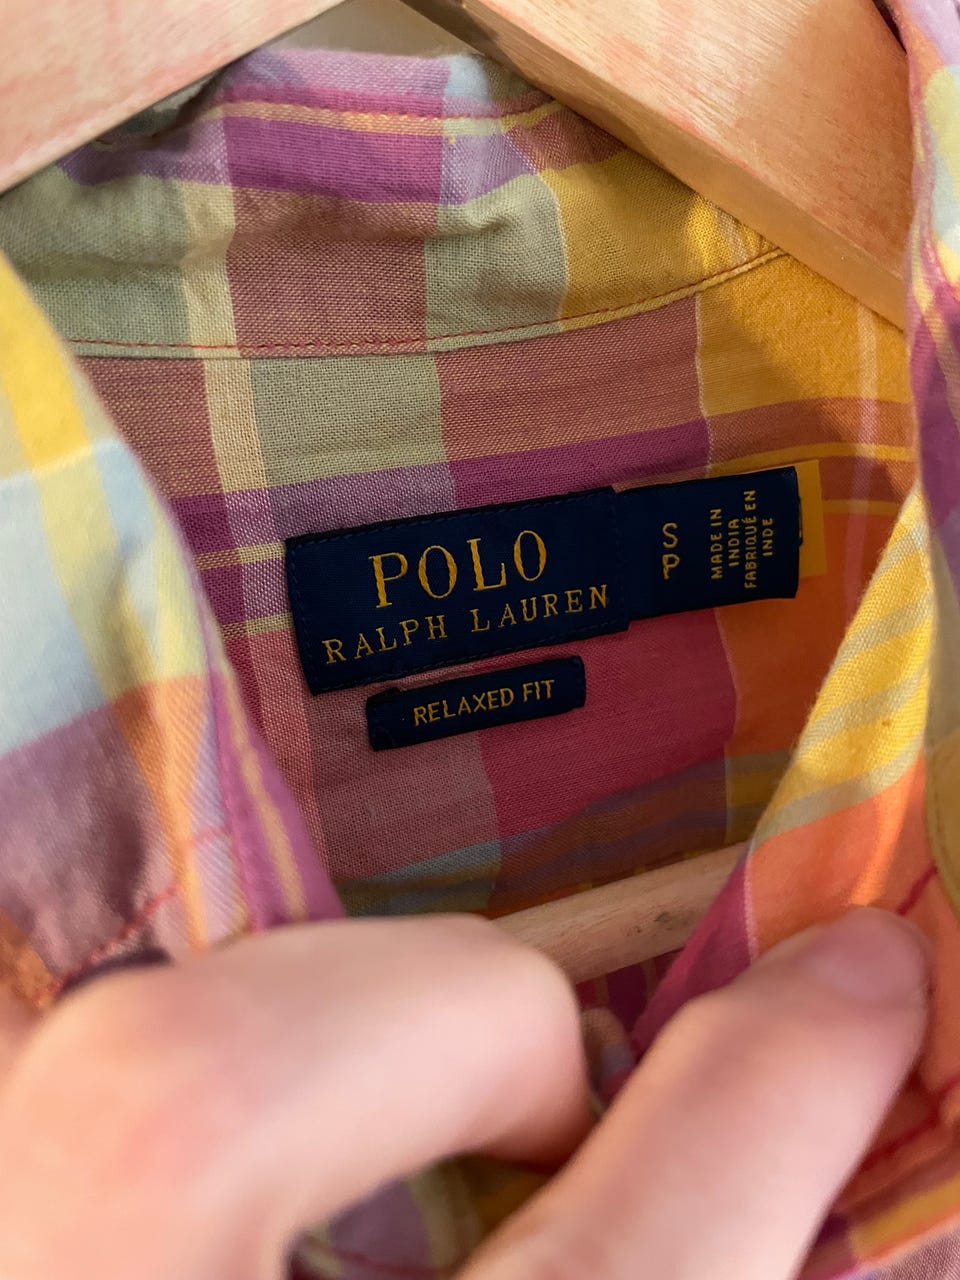 POLO
RALPH LAUREN
S
P
MADE IN
INDIA
FABRIQUÉ EN
INDE
RELAXED FIT